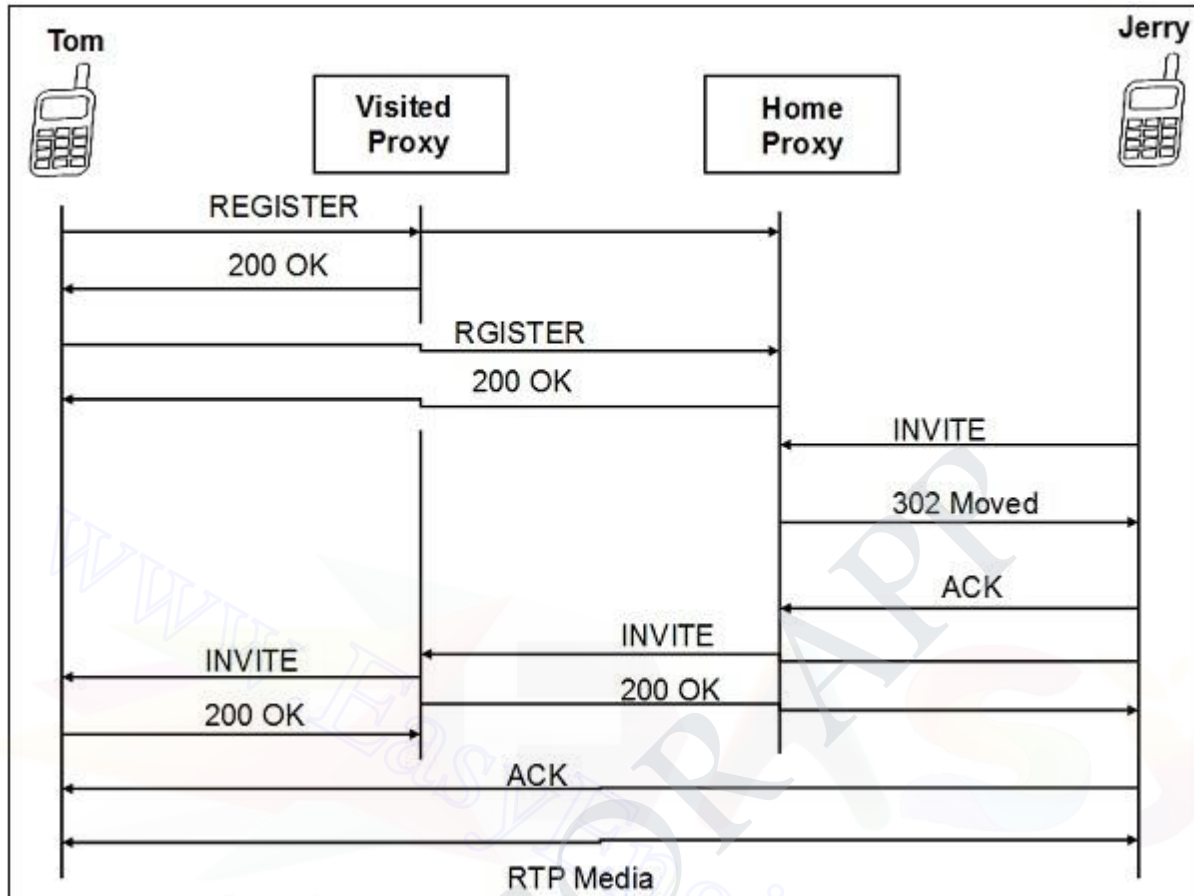 Tom
Jerry
Visited
Proxy
Home
Proxy
REGISTER
200 OK
RGISTER
200 OK
INVITE
302 Moved
ACK
INVITE
INVITE
200 OK
200 OK
ACK
RTP Media